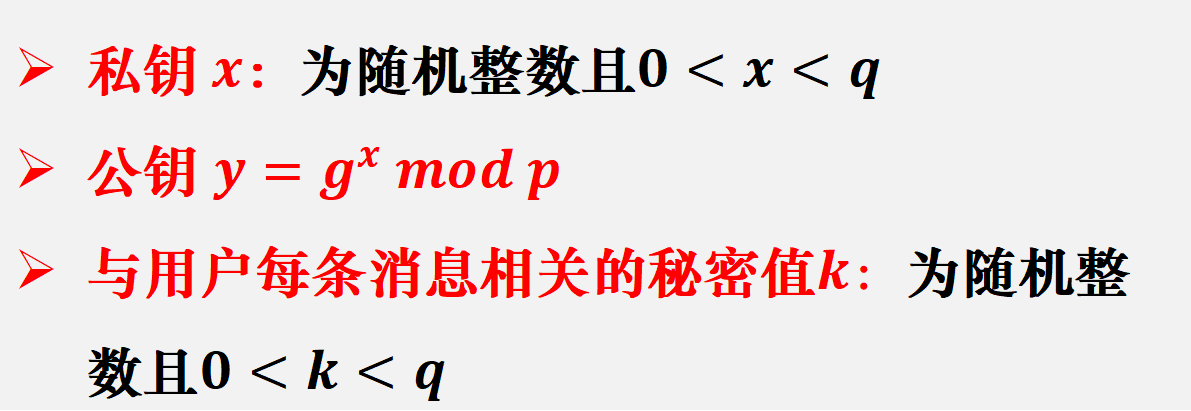 ➢ 私钥 x：为随机整数且0 < x < q
➢ 公钥 y = gˣ mod p
➢ 与用户每条消息相关的秘密值k：为随机整
数且0 < k < q